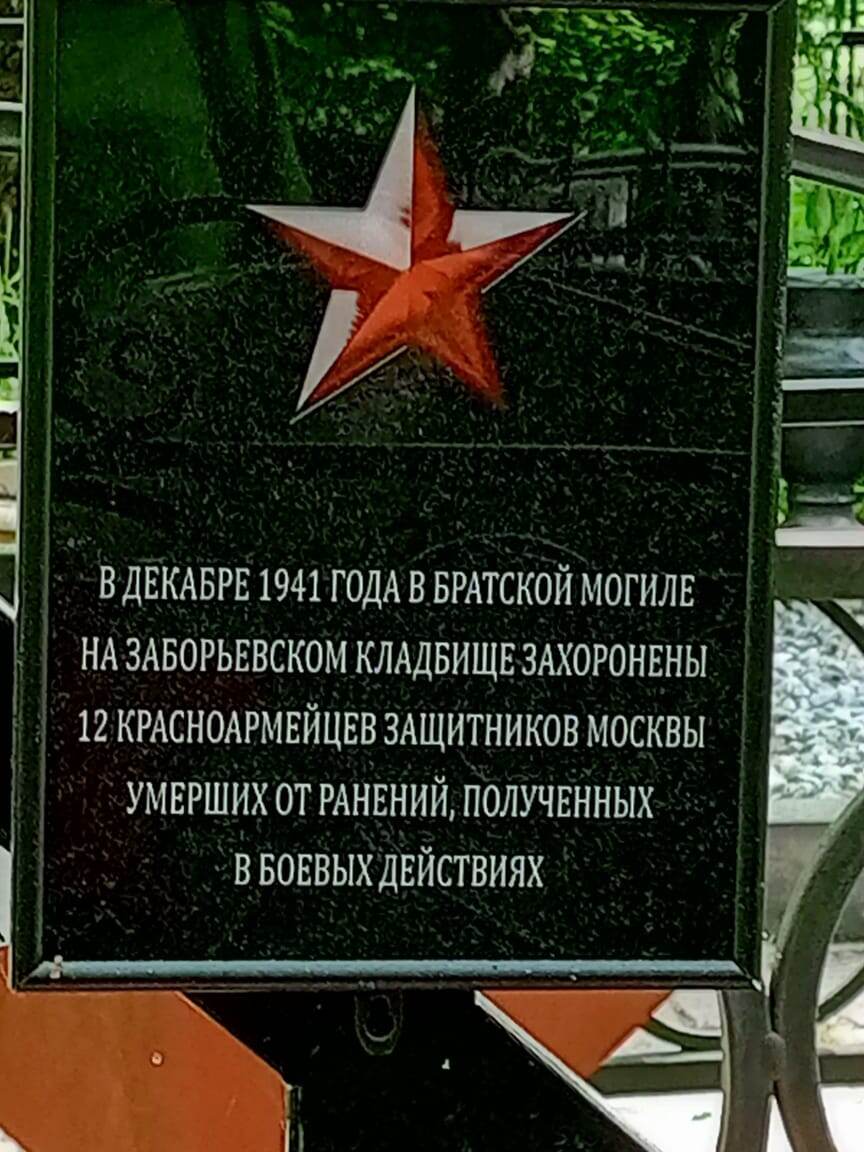 В ДЕКАБРЕ 1941 ГОДА В БРАТСКОЙ МОГИЛЕ
НА ЗАБОРЬЕВСКОМ КЛАДБИЩЕ ЗАХОРОНЕНЫ
12 КРАСНОАРМЕЙЦЕВ ЗАЩИТНИКОВ МОСКВЫ
УМЕРШИХ ОТ РАНЕНИЙ, ПОЛУЧЕННЫХ
В БОЕВЫХ ДЕЙСТВИЯХ